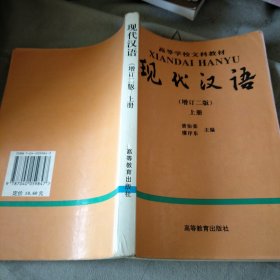 高等学校文科教材
XIANDAI HANYU
现代汉语
(增订二版)
上册
黄伯荣
廖序东
主编
高等教育出版社
现代汉语
(增订二版)
上册
高等教育出版社